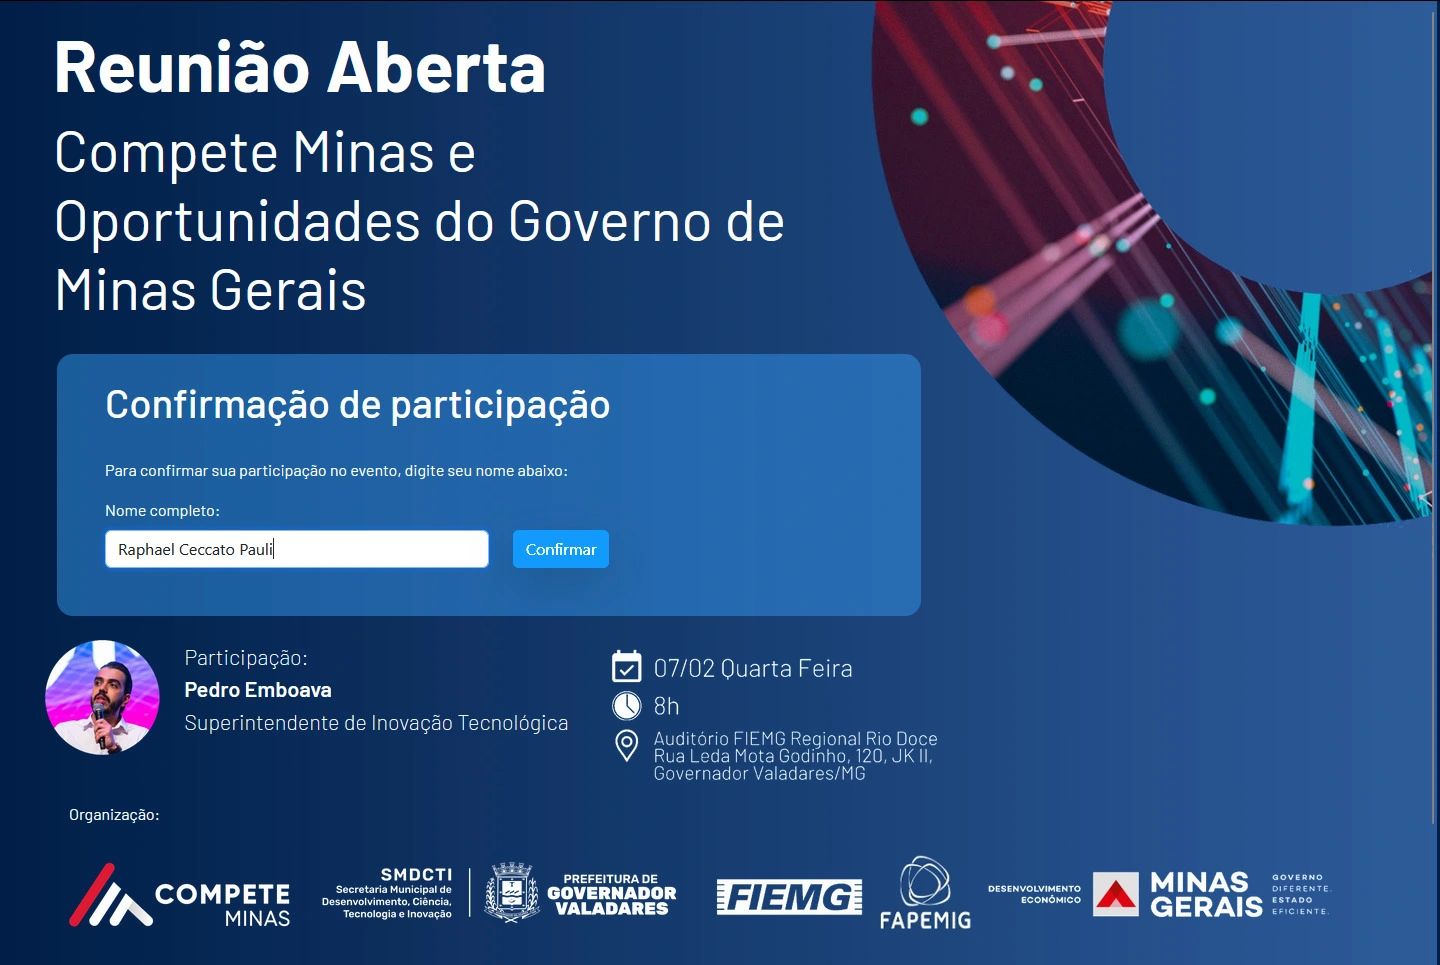 Reunião Aberta
Compete Minas e
Oportunidades do Governo de
Minas Gerais
Confirmação de participação
Para confirmar sua participação no evento, digite seu nome abaixo:
Nome completo:
Raphael Ceccato Pauli
Confirmar
Participação:
Pedro Emboava
Superintendente de Inovação Tecnológica
07/02 Quarta Feira
8h
Auditório FIEMG Regional Rio Doce
Rua Leda Mota Godinho, 120, JK II,
Governador Valadares/MG
Organização:
COMPETE
MINAS
SMDCTI
Secretaria Municipal de
Desenvolvimento, Ciência,
Tecnologia e Inovação
PREFEITURA DE
GOVERNADOR
VALADARES
FIEMG
FAPEMIG
DESENVOLVIMENTO
ECONÔMICO
MINAS
GERAIS
GOVERNO
DIFERENTE.
ESTADO
EFICIENTE.